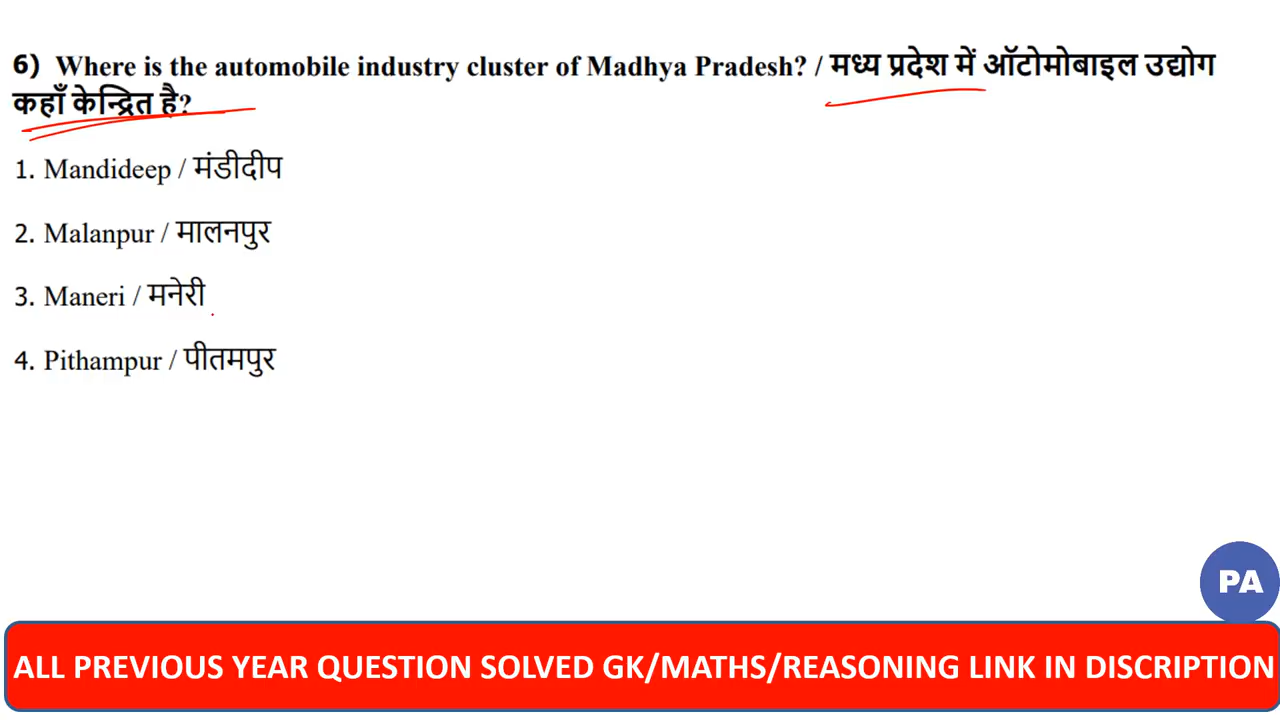 6) Where is the automobile industry cluster of Madhya Pradesh? / मध्य प्रदेश में ऑटोमोबाइल उद्योग
कहाँ केन्द्रित है?
1. Mandideep / मंडीदीप
2. Malanpur / मालनपुर
3. Maneri / मनेरी
4. Pithampur / पीतमपुर
PA
ALL PREVIOUS YEAR QUESTION SOLVED GK/MATHS/REASONING LINK IN DISCRIPTION